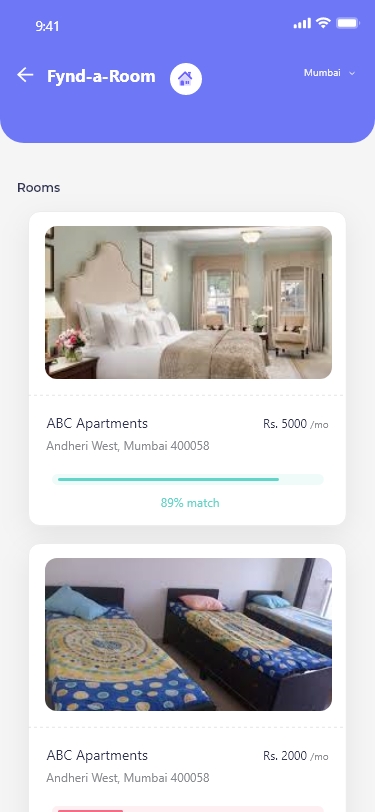 9:41
Fynd-a-Room
Mumbai
Rooms
ABC Apartments
Rs. 5000 /mo
Andheri West, Mumbai 400058
89% match
ABC Apartments
Rs. 2000 /mo
Andheri West, Mumbai 400058